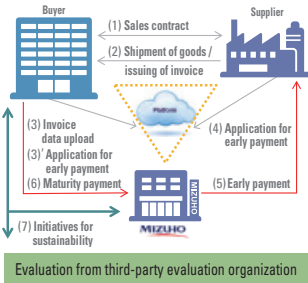 Buyer
Supplier
(1) Sales contract
(2) Shipment of goods /
issuing of invoice
Platform
(3) Invoice
data upload
(3)' Application for
early payment
(6) Maturity payment
(4) Application for
early payment
(5) Early payment
MIZUHO
(7) Initiatives for
sustainability
MIZUHO
Evaluation from third-party evaluation organization